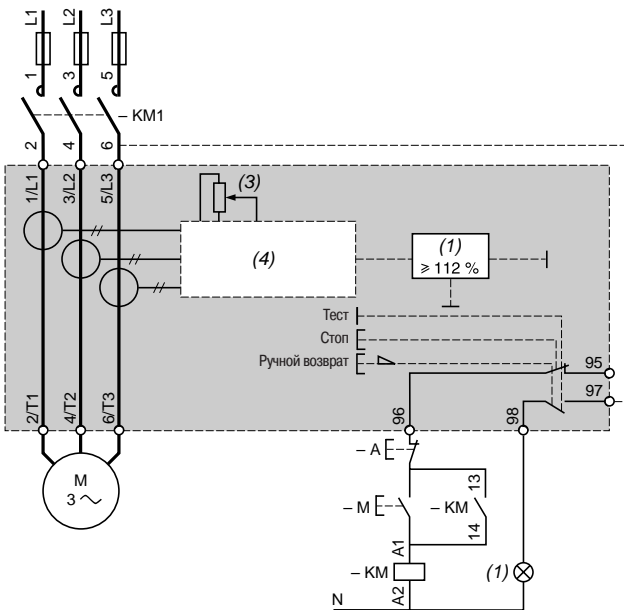 L1 L2 L3
1 3 5
– KM1
2 4 6
1/L1 3/L2 5/L3
(3)
(4)
(1)
⩾ 112 %
Тест
Стоп
Ручной возврат
95
97
2/T1 4/T2 6/T3
96 98
– A
M
3
13
– M – KM
14
A1
– KM (1)
A2
N